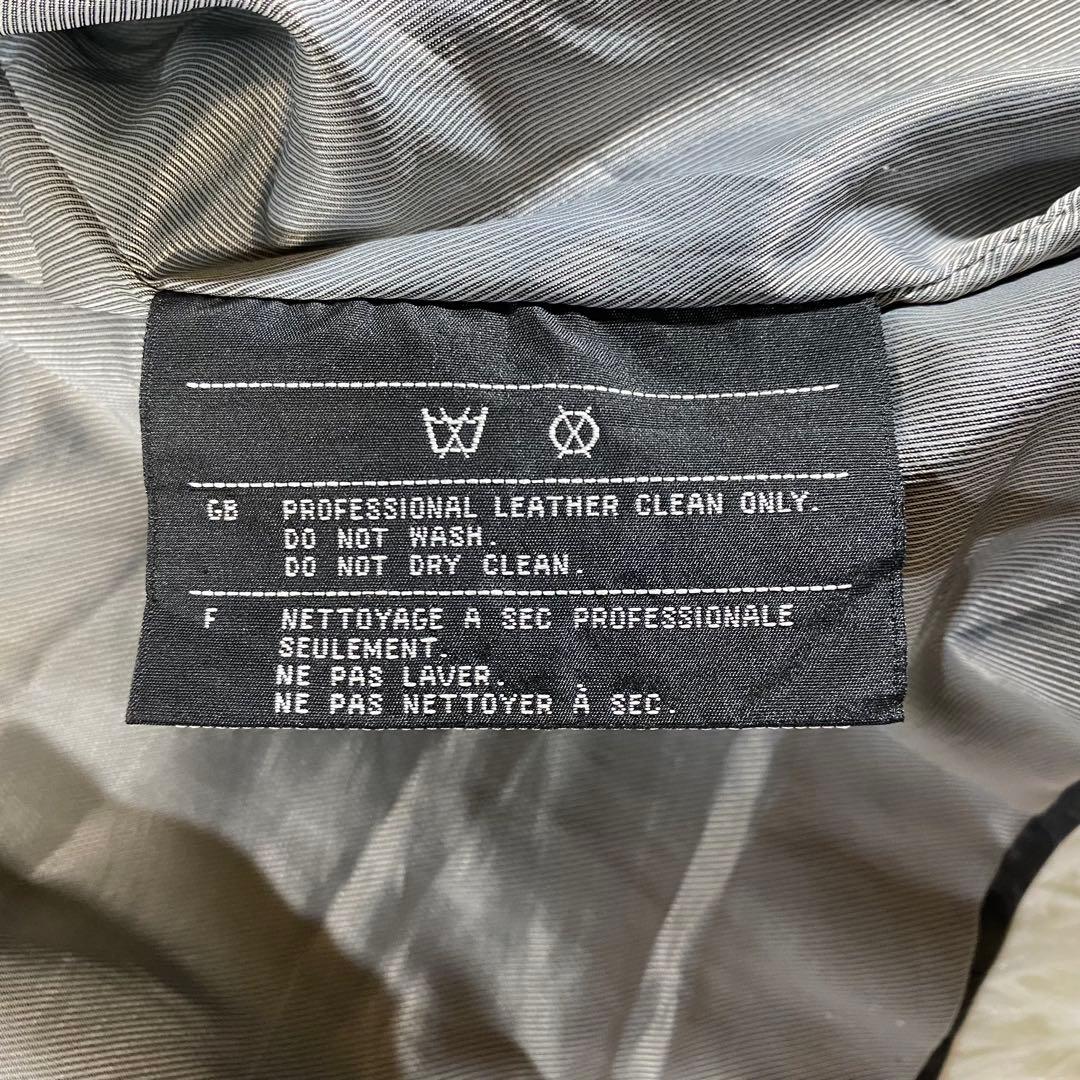 GB PROFESSIONAL LEATHER CLEAN ONLY.
DO NOT WASH.
DO NOT DRY CLEAN.
F NETTOYAGE A SEC PROFESSIONALE
SEULEMENT.
NE PAS LAVER.
NE PAS NETTOYER À SEC.